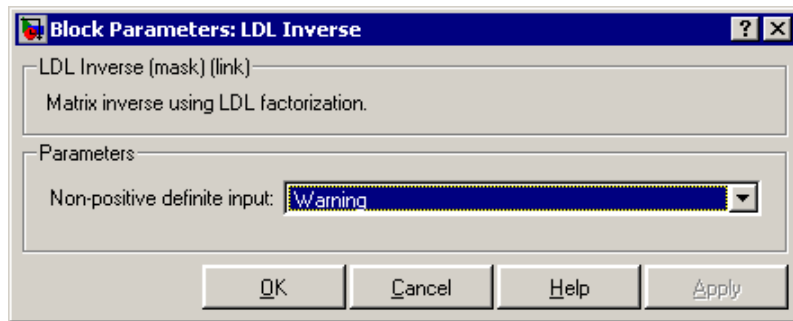 Block Parameters: LDL Inverse
LDL Inverse (mask) (link)
Matrix inverse using LDL factorization.
Parameters
Non-positive definite input: Warning
OK Cancel Help Apply